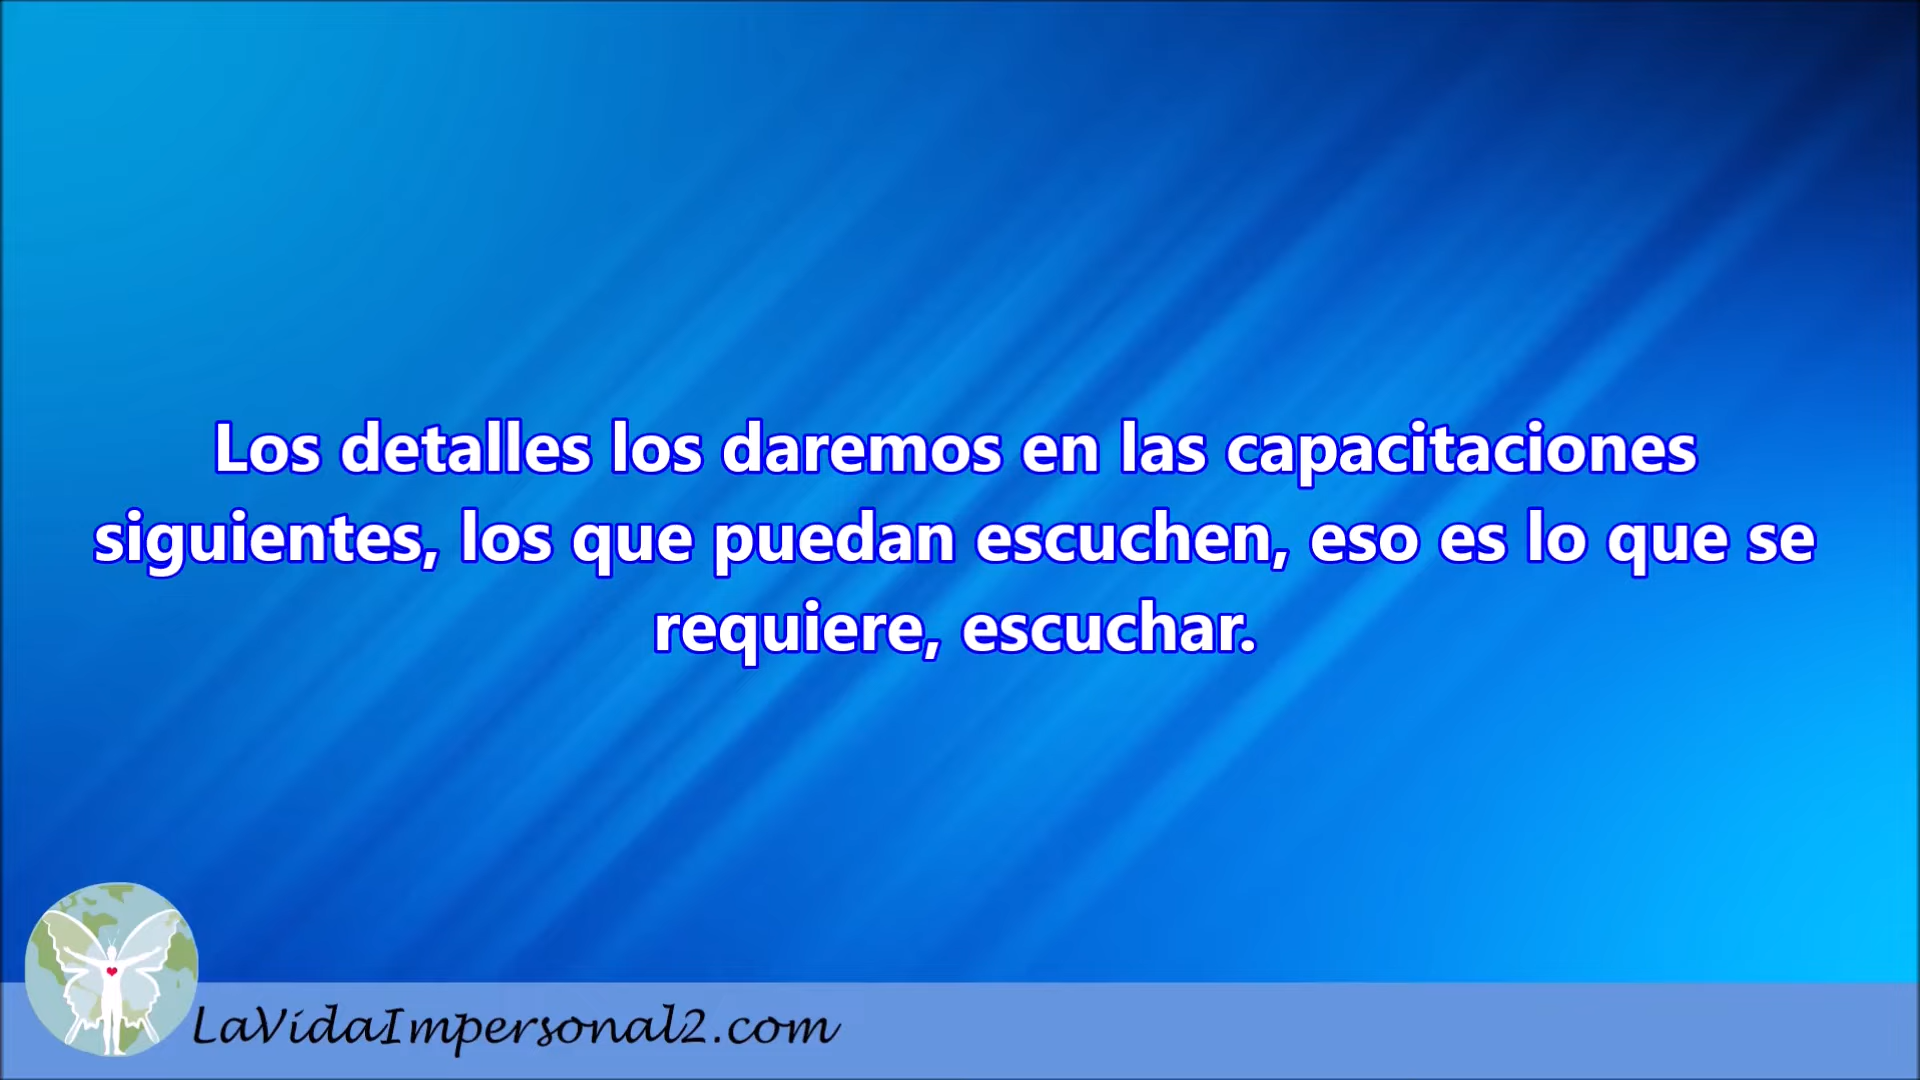 Los detalles los daremos en las capacitaciones
siguientes, los que puedan escuchen, eso es lo que se
requiere, escuchar.
LaVidaImpersonal2.com